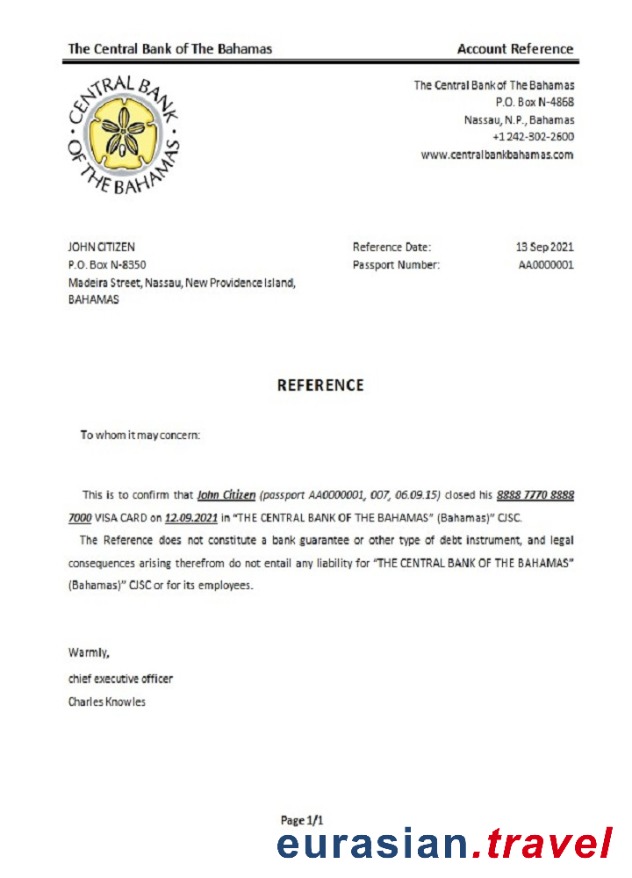 The Central Bank of The Bahamas Account Reference
CENTRAL BANK
OF THE BAHAMAS
The Central Bank of The Bahamas
P.O. Box N-4868
Nassau, N.P., Bahamas
+1 242-302-2600
www.centralbankbahamas.com
JOHN CITIZEN
P.O. Box N-8350
Madeira Street, Nassau, New Providence Island,
BAHAMAS
Reference Date: 13 Sep 2021
Passport Number: AA0000001
REFERENCE
To whom it may concern:
This is to confirm that John Citizen (passport AA0000001, 007, 06.09.15) closed his 8888 7770 8888
7000 VISA CARD on 12.09.2021 in "THE CENTRAL BANK OF THE BAHAMAS" (Bahamas)" CJSC.
The Reference does not constitute a bank guarantee or other type of debt instrument, and legal
consequences arising therefrom do not entail any liability for "THE CENTRAL BANK OF THE BAHAMAS"
(Bahamas)" CJSC or for its employees.
Warmly,
chief executive officer
Charles Knowles
Page 1/1
eurasian.travel